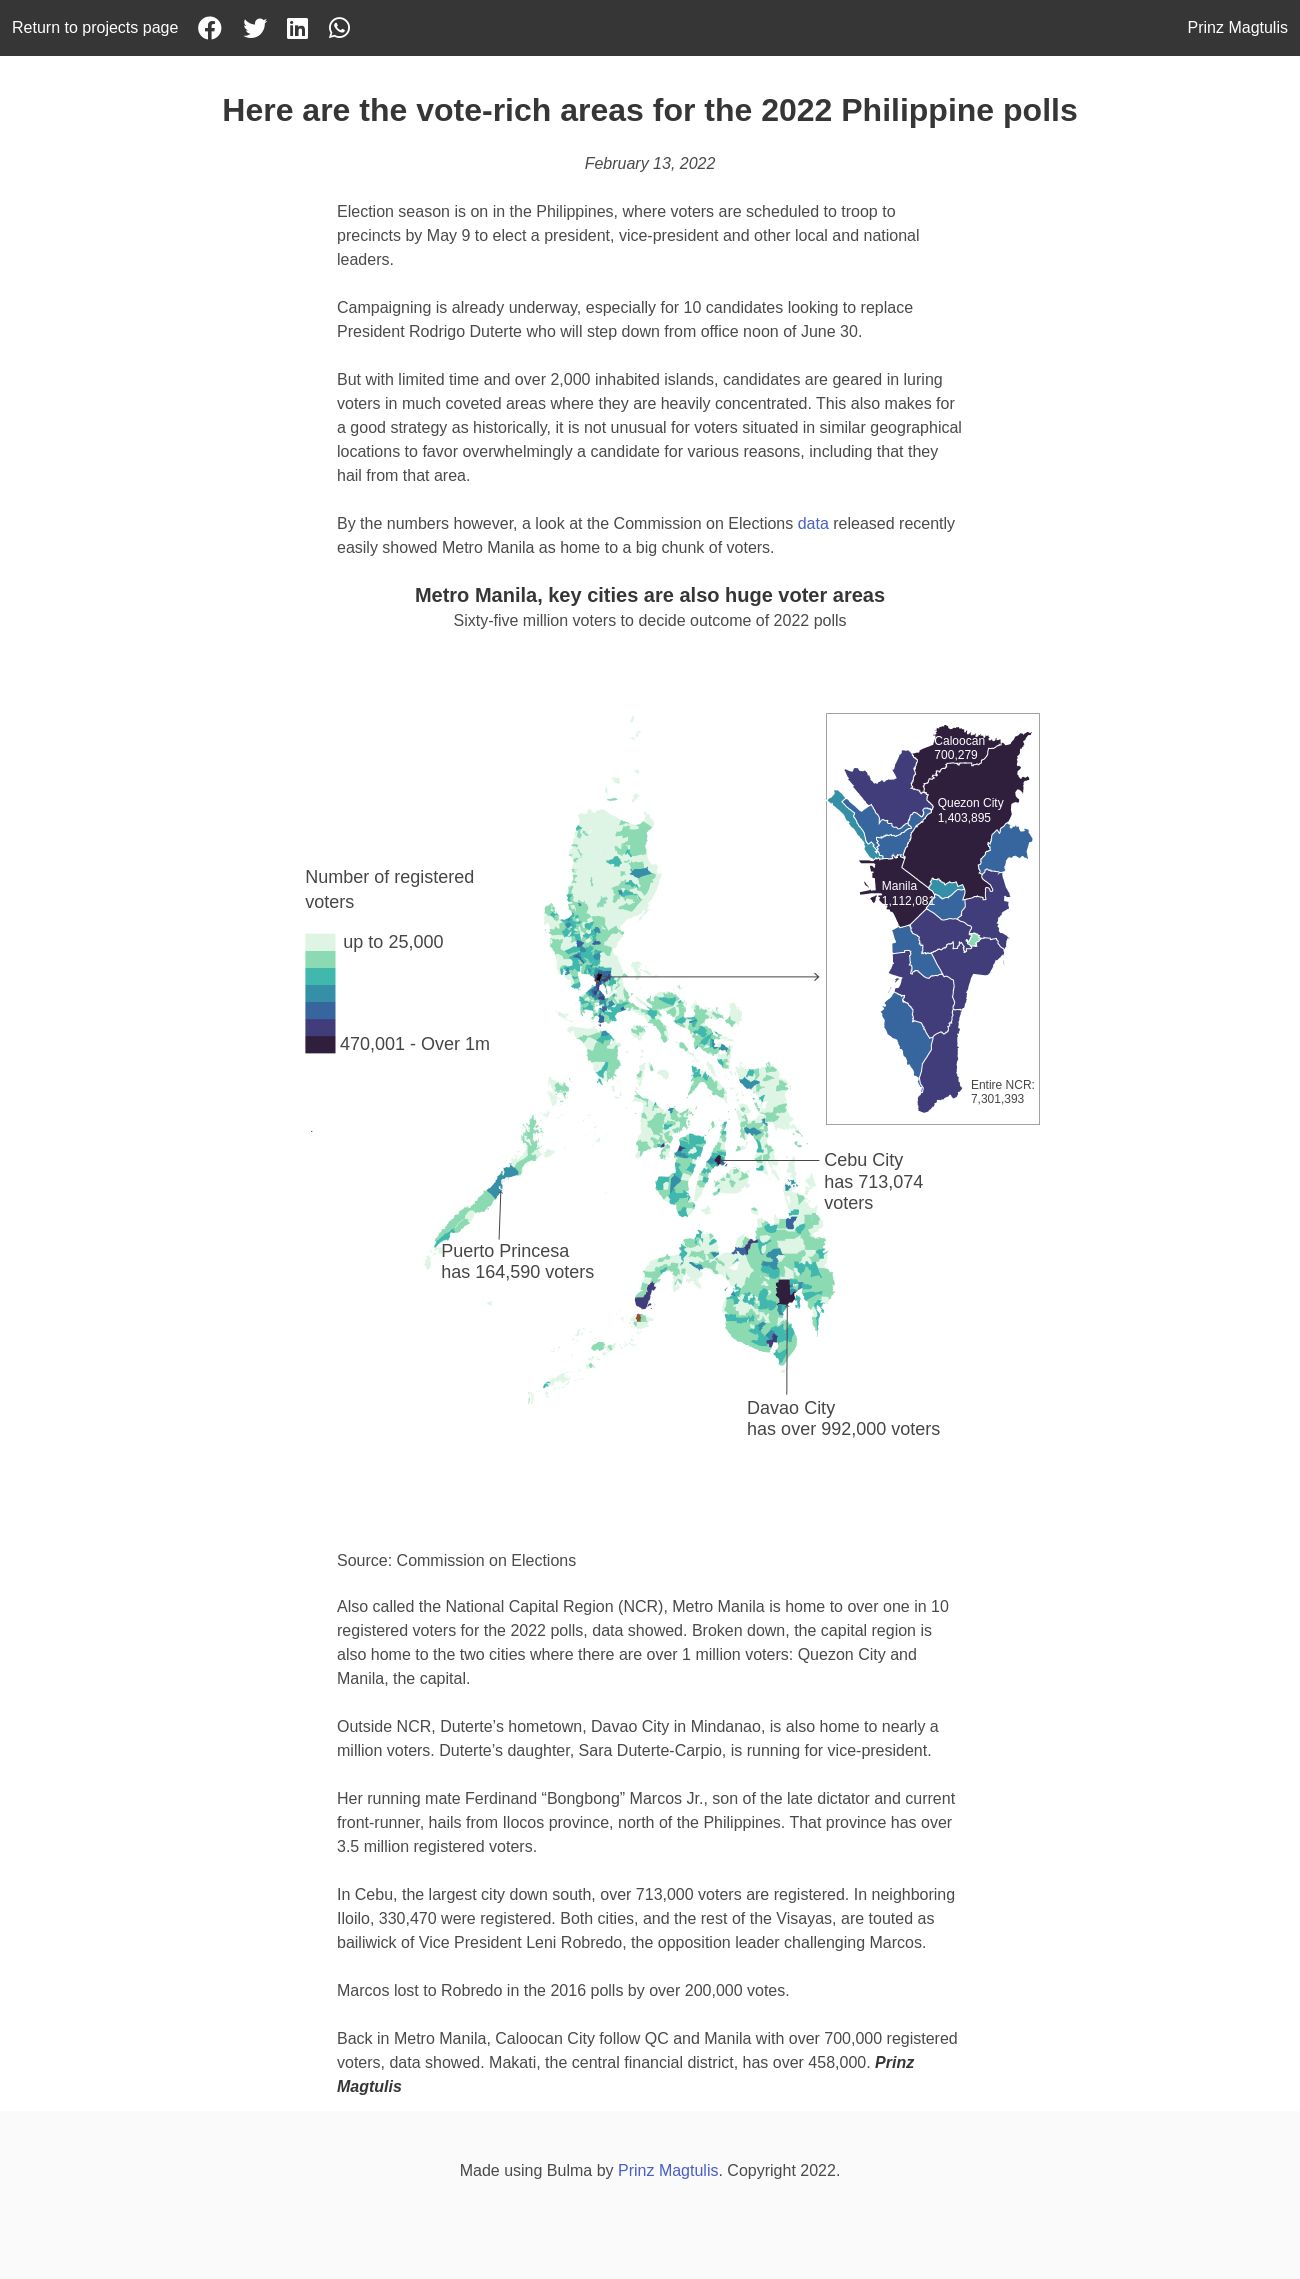 Return to projects page
Prinz Magtulis
Here are the vote-rich areas for the 2022 Philippine polls
February 13, 2022
Election season is on in the Philippines, where voters are scheduled to troop to
precincts by May 9 to elect a president, vice-president and other local and national
leaders.
Campaigning is already underway, especially for 10 candidates looking to replace
President Rodrigo Duterte who will step down from office noon of June 30.
But with limited time and over 2,000 inhabited islands, candidates are geared in luring
voters in much coveted areas where they are heavily concentrated. This also makes for
a good strategy as historically, it is not unusual for voters situated in similar geographical
locations to favor overwhelmingly a candidate for various reasons, including that they
hail from that area.
By the numbers however, a look at the Commission on Elections data released recently
easily showed Metro Manila as home to a big chunk of voters.
Metro Manila, key cities are also huge voter areas
Sixty-five million voters to decide outcome of 2022 polls
Caloocan
700,279
Quezon City
1,403,895
Manila
1,112,081
Entire NCR:
7,301,393
Number of registered
voters
up to 25,000
470,001 - Over 1m
Cebu City
has 713,074
voters
Puerto Princesa
has 164,590 voters
Davao City
has over 992,000 voters
Source: Commission on Elections
Also called the National Capital Region (NCR), Metro Manila is home to over one in 10
registered voters for the 2022 polls, data showed. Broken down, the capital region is
also home to the two cities where there are over 1 million voters: Quezon City and
Manila, the capital.
Outside NCR, Duterte’s hometown, Davao City in Mindanao, is also home to nearly a
million voters. Duterte’s daughter, Sara Duterte-Carpio, is running for vice-president.
Her running mate Ferdinand “Bongbong” Marcos Jr., son of the late dictator and current
front-runner, hails from Ilocos province, north of the Philippines. That province has over
3.5 million registered voters.
In Cebu, the largest city down south, over 713,000 voters are registered. In neighboring
Iloilo, 330,470 were registered. Both cities, and the rest of the Visayas, are touted as
bailiwick of Vice President Leni Robredo, the opposition leader challenging Marcos.
Marcos lost to Robredo in the 2016 polls by over 200,000 votes.
Back in Metro Manila, Caloocan City follow QC and Manila with over 700,000 registered
voters, data showed. Makati, the central financial district, has over 458,000. Prinz
Magtulis
Made using Bulma by Prinz Magtulis. Copyright 2022.